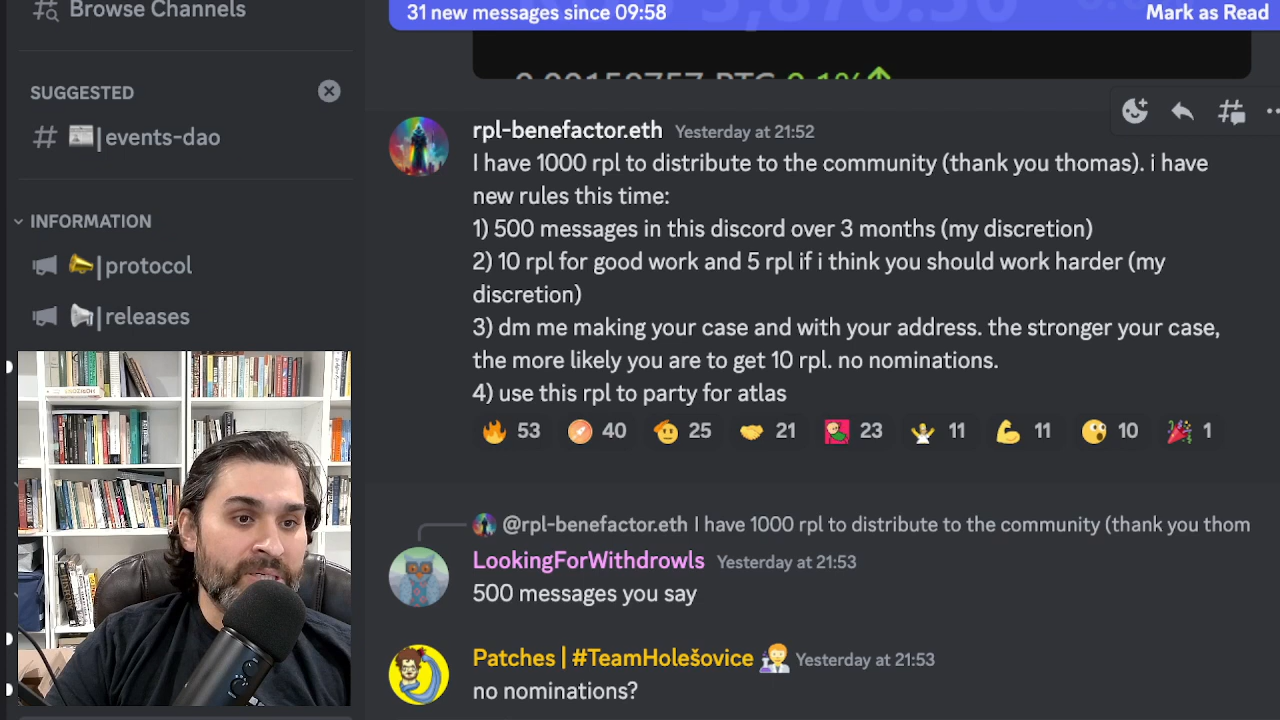 Browse Channels
31 new messages since 09:58
Mark as Read
SUGGESTED
events-dao
INFORMATION
protocol
releases
rpl-benefactor.eth Yesterday at 21:52
I have 1000 rpl to distribute to the community (thank you thomas). i have
new rules this time:
1) 500 messages in this discord over 3 months (my discretion)
2) 10 rpl for good work and 5 rpl if i think you should work harder (my
discretion)
3) dm me making your case and with your address. the stronger your case,
the more likely you are to get 10 rpl. no nominations.
4) use this rpl to party for atlas
53 40 25 21 23 11 11 10 1
@rpl-benefactor.eth I have 1000 rpl to distribute to the community (thank you thom
LookingForWithdrowls Yesterday at 21:53
500 messages you say
Patches | #TeamHolešovice Yesterday at 21:53
no nominations?